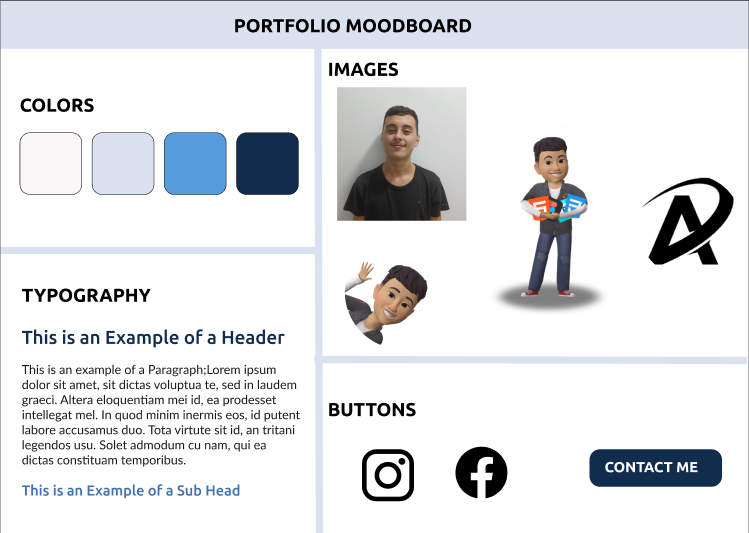 PORTFOLIO MOODBOARD
COLORS
TYPOGRAPHY
This is an Example of a Header
This is an example of a Paragraph;Lorem ipsum
dolor sit amet, sit dictas voluptua te, sed in laudem
graeci. Altera eloquentiam mei id, ea prodesset
intellegat mel. In quod minim inermis eos, id putent
labore accusamus duo. Tota virtute sit id, an tritani
legendos usu. Solet admodum cu nam, qui ea
dictas constituam temporibus.
This is an Example of a Sub Head
IMAGES
A
BUTTONS
CONTACT ME